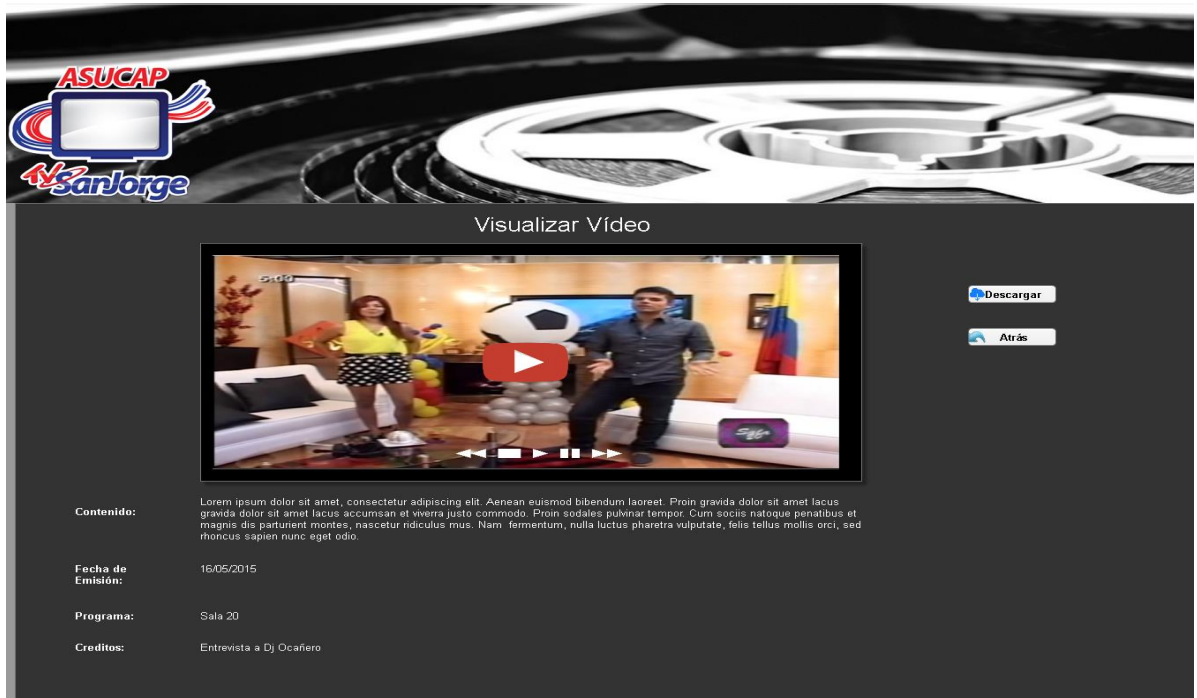 ASUCAP
TV SanJorge
Visualizar Vídeo
5:00
Descargar
Atrás
Contenido:
Lorem ipsum dolor sit amet, consectetur adipiscing elit. Aenean euismod bibendum laoreet. Proin gravida dolor sit amet lacus
gravida dolor sit amet lacus accumsan et viverra justo commodo. Proin sodales pulvinar tempor. Cum sociis natoque penatibus et
magnis dis parturient montes, nascetur ridiculus mus. Nam fermentum, nulla luctus pharetra vulputate, felis tellus mollis orci, sed
rhoncus sapien nunc eget odio.
Fecha de
Emisión:
16/05/2015
Programa:
Sala 20
Creditos:
Entrevista a Dj Ocañero